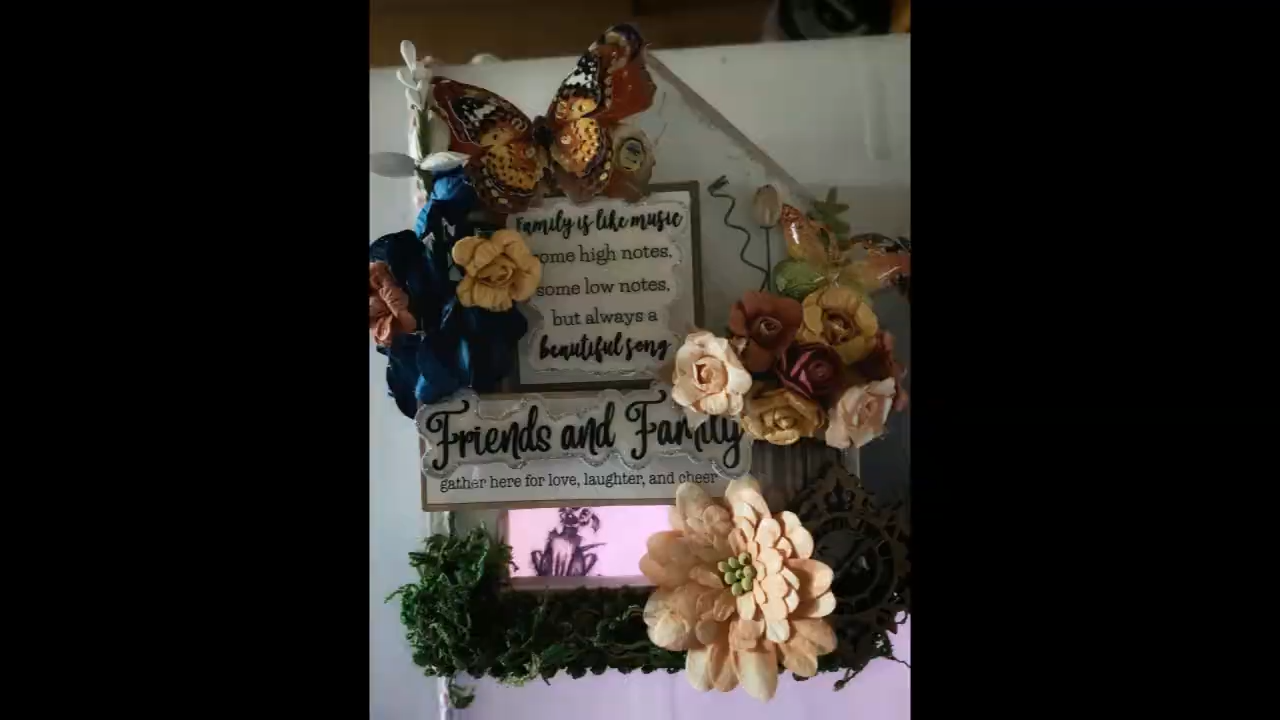 Family is like music
some high notes,
some low notes,
but always a
beautiful song
Friends and Family
gather here for love, laughter, and cheer